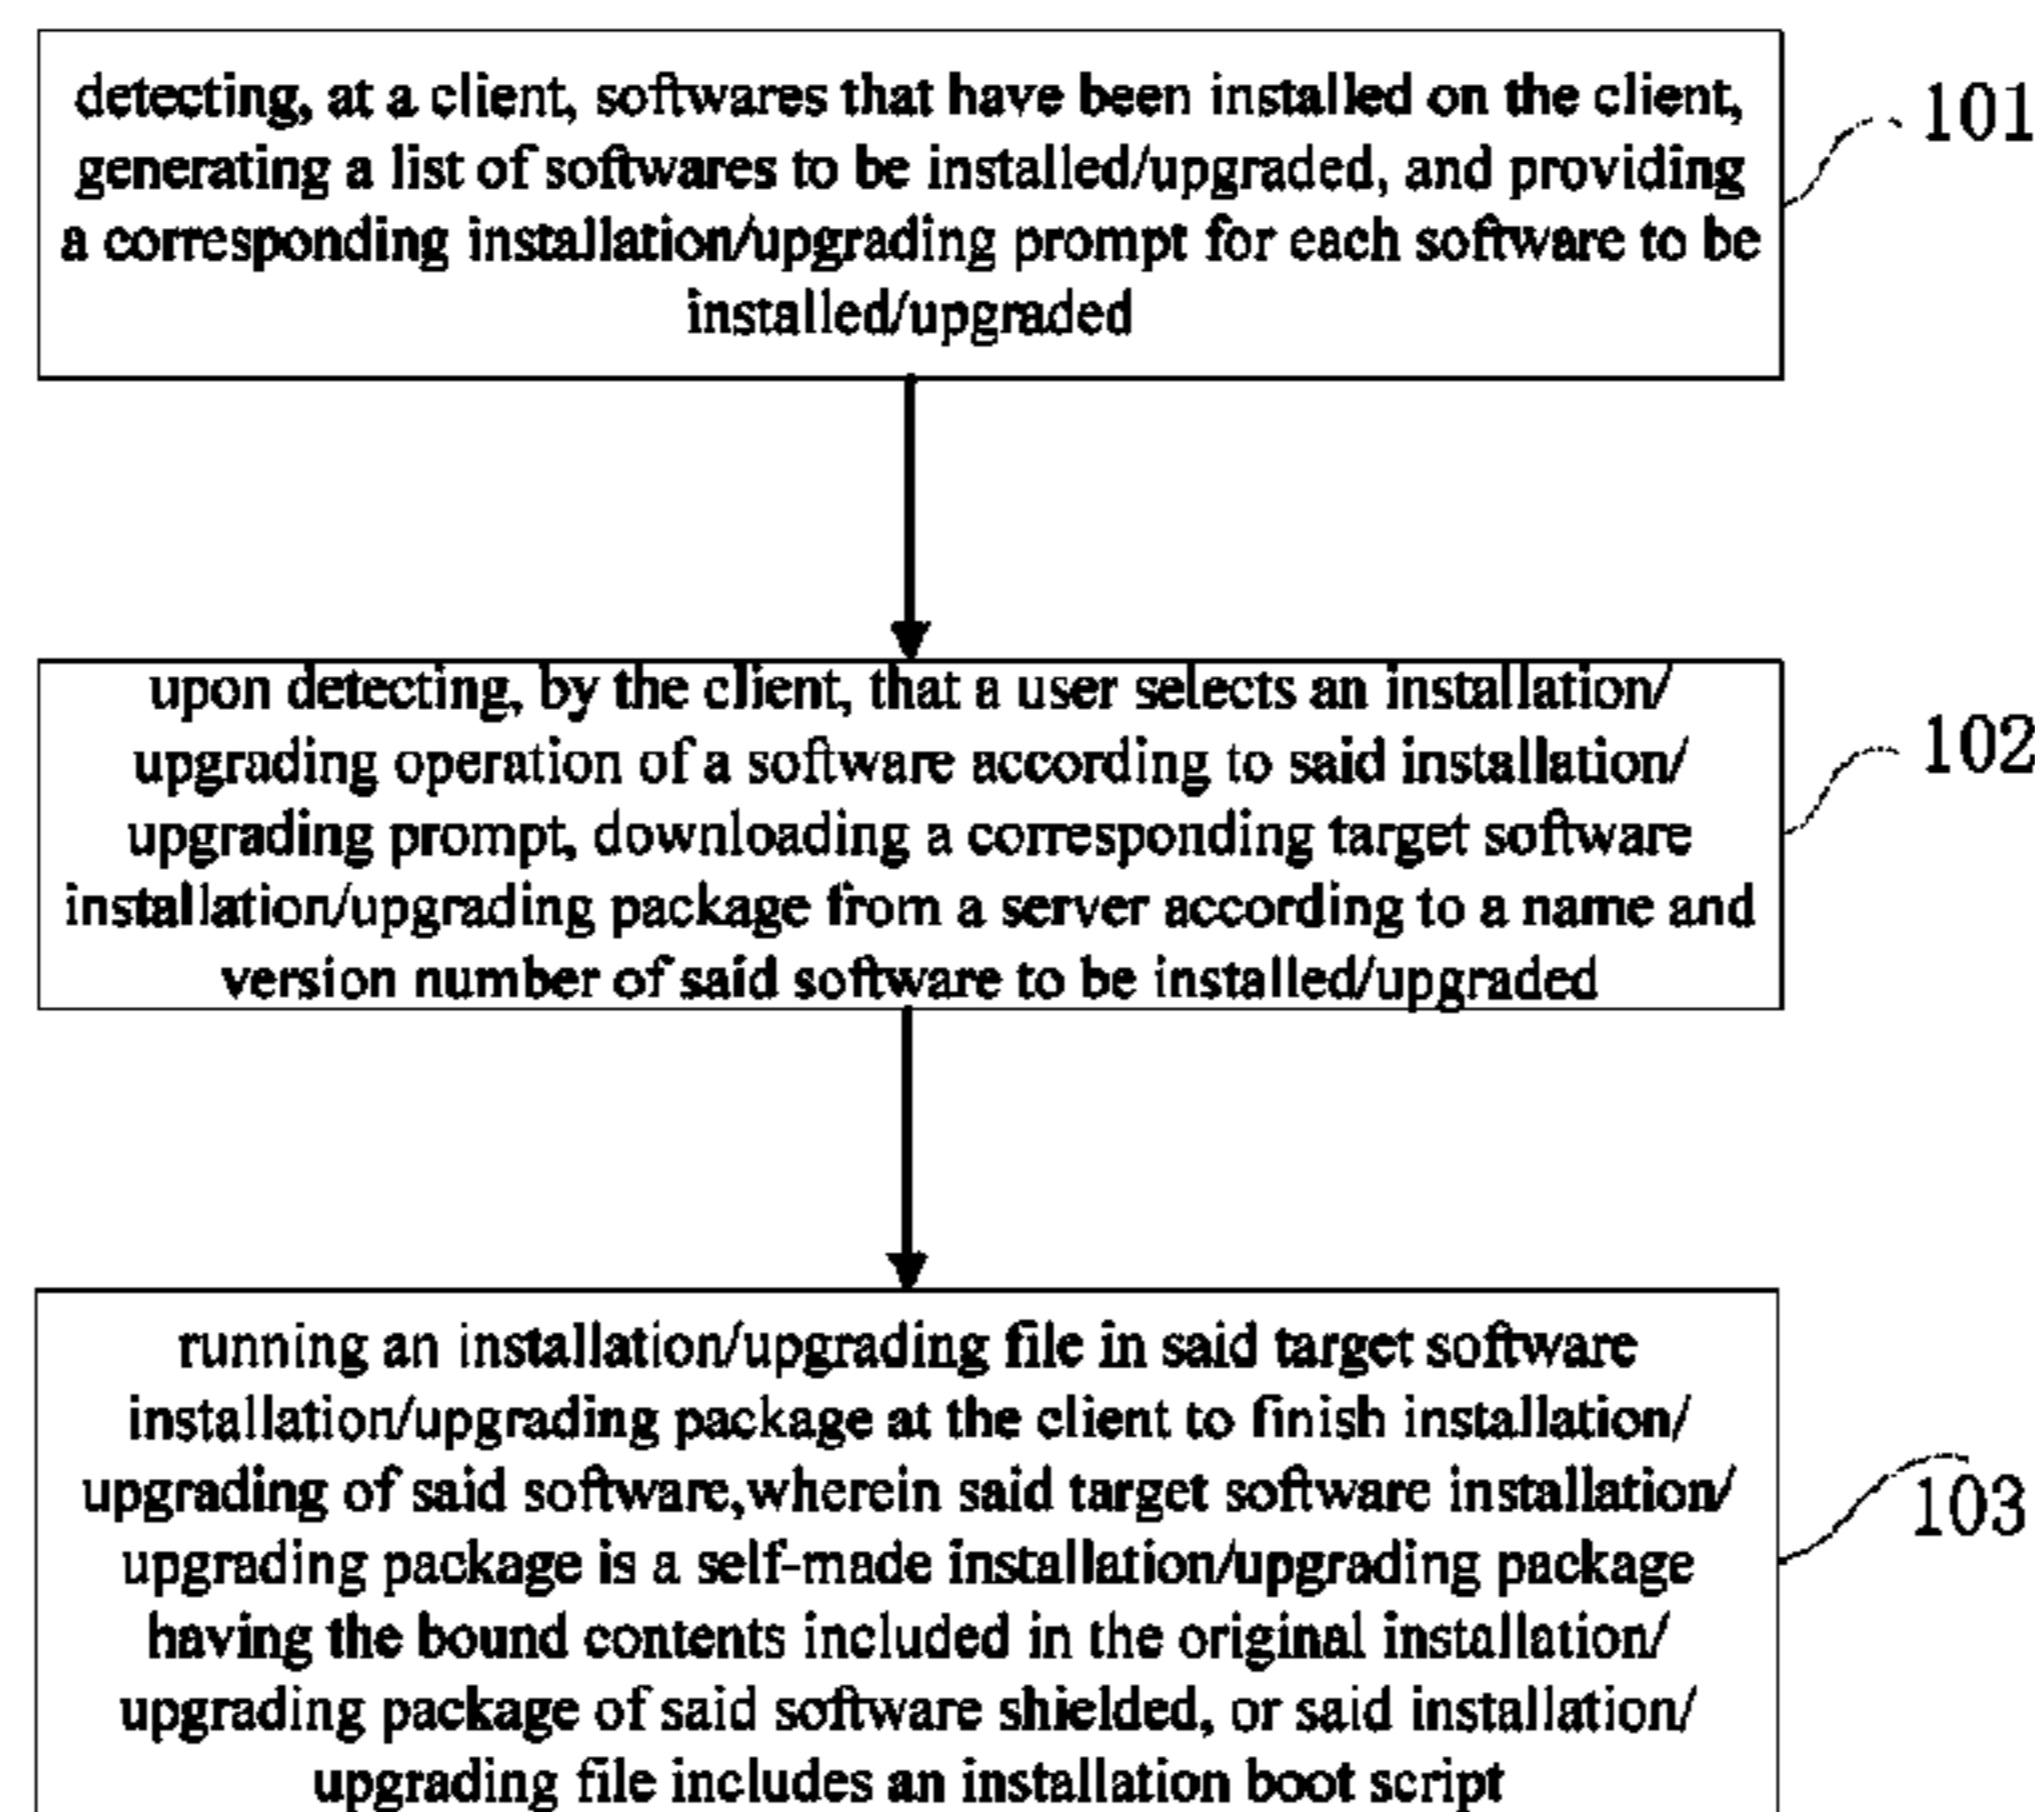 detecting, at a client, softwares that have been installed on the client,
generating a list of softwares to be installed/upgraded, and providing
a corresponding installation/upgrading prompt for each software to be
installed/upgraded
101
upon detecting, by the client, that a user selects an installation/
upgrading operation of a software according to said installation/
upgrading prompt, downloading a corresponding target software
installation/upgrading package from a server according to a name and
version number of said software to be installed/upgraded
102
running an installation/upgrading file in said target software
installation/upgrading package at the client to finish installation/
upgrading of said software,wherein said target software installation/
upgrading package is a self-made installation/upgrading package
having the bound contents included in the original installation/
upgrading package of said software shielded, or said installation/
upgrading file includes an installation boot script
103